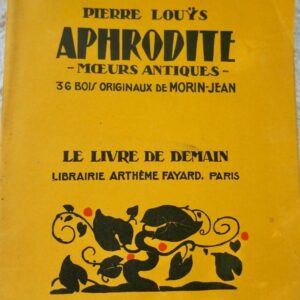 PIERRE LOUŸS
APHRODITE
- MŒURS ANTIQUES -
36 BOIS ORIGINAUX DE MORIN-JEAN
LE LIVRE DE DEMAIN
LIBRAIRIE ARTHÈME FAYARD. PARIS